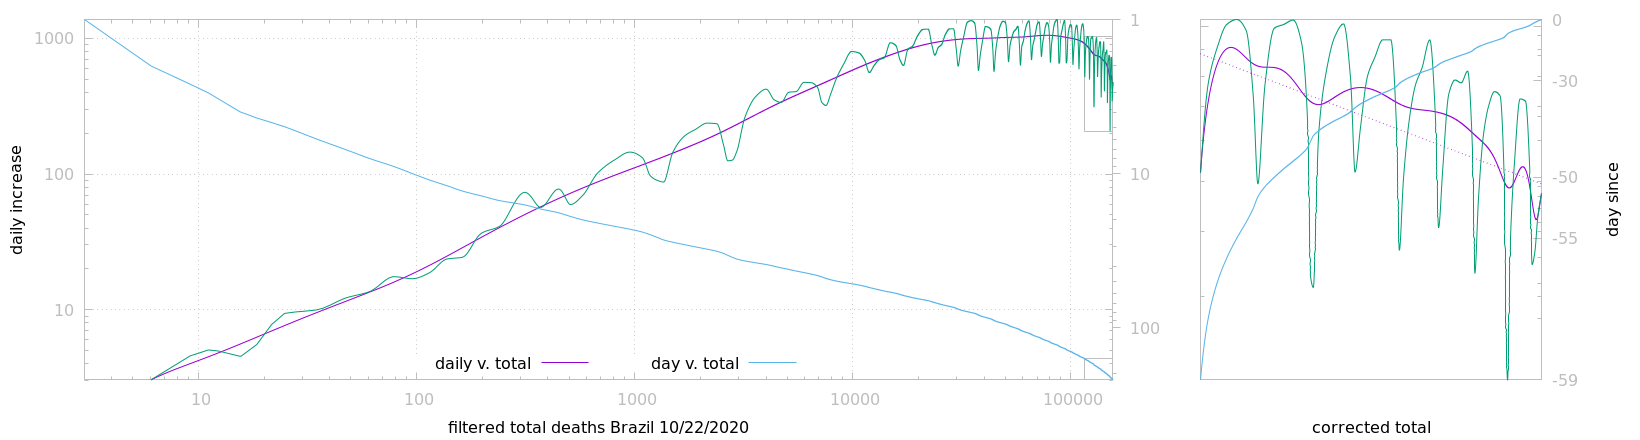 1000
100
10
daily increase
10
100
1000
10000
100000
filtered total deaths Brazil 10/22/2020
daily v. total
day v. total
1
10
100
0
-30
-50
-55
-59
day since
corrected total